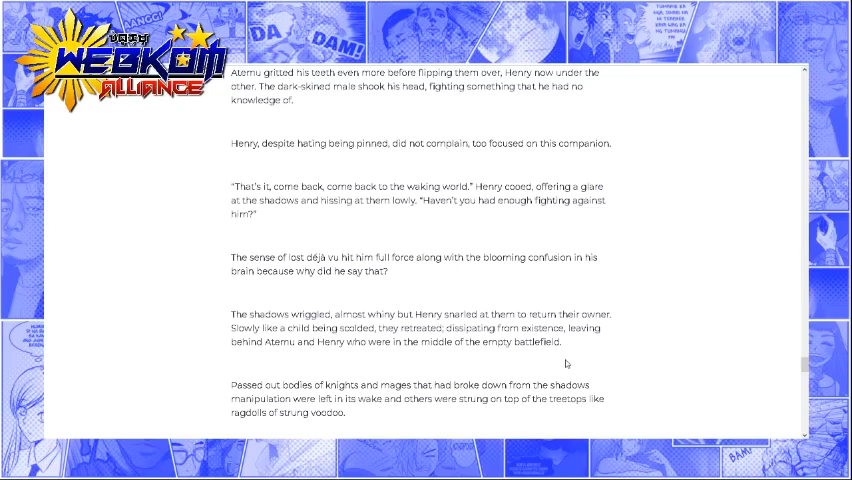 WEBKOM
ALLIANCE
AANGG!
DA
DAM!
Atemu gritted his teeth even more before flipping them over, Henry now under the
other. The dark-skined male shook his head, fighting something that he had no
knowledge of.
Henry, despite hating being pinned, did not complain, too focused on this companion.
“That’s it, come back, come back to the waking world.” Henry cooed, offering a glare
at the shadows and hissing at them lowly. “Haven’t you had enough fighting against
him?”
The sense of lost déjà vu hit him full force along with the blooming confusion in his
brain because why did he say that?
The shadows wriggled, almost whiny but Henry snarled at them to return their owner.
Slowly like a child being scolded, they retreated; dissipating from existence, leaving
behind Atemu and Henry who were in the middle of the empty battlefield.
Passed out bodies of knights and mages that had broke down from the shadows
manipulation were left in its wake and others were strung on top of the treetops like
ragdolls of strung voodoo.
BAM!